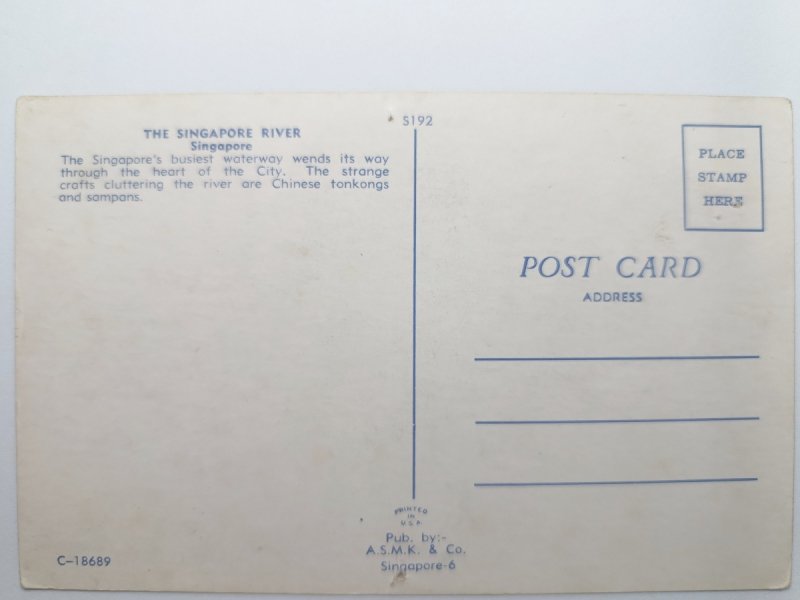 THE SINGAPORE RIVER
Singapore
The Singapore's busiest waterway wends its way
through the heart of the City. The strange
crafts cluttering the river are Chinese tonkongs
and sampans.
C-18689
S192
PRINTED
in
U.S.A.
Pub. by:-
A.S.M.K. & Co.
Singapore-6
PLACE
STAMP
HERE
POST CARD
ADDRESS